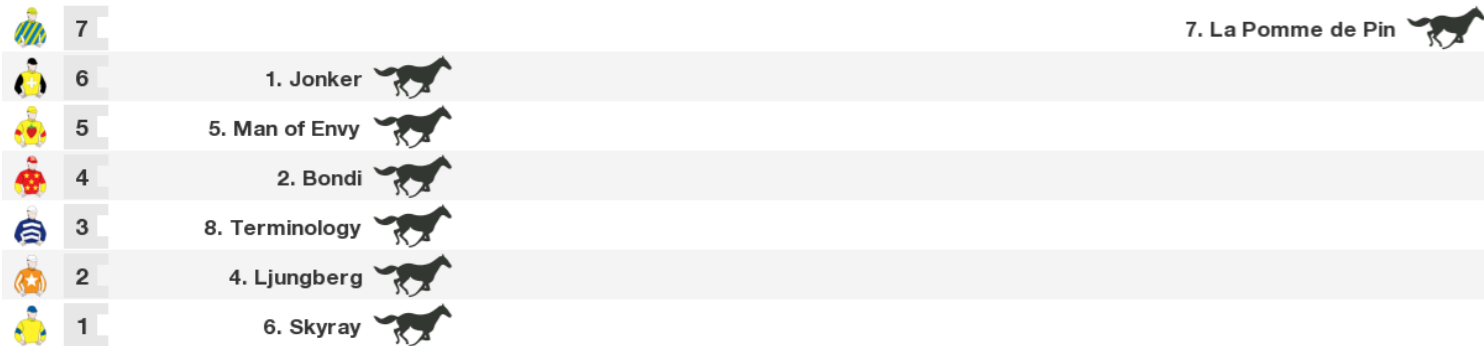 7 7. La Pomme de Pin
6 1. Jonker
5 5. Man of Envy
4 2. Bondi
3 8. Terminology
2 4. Ljungberg
1 6. Skyray